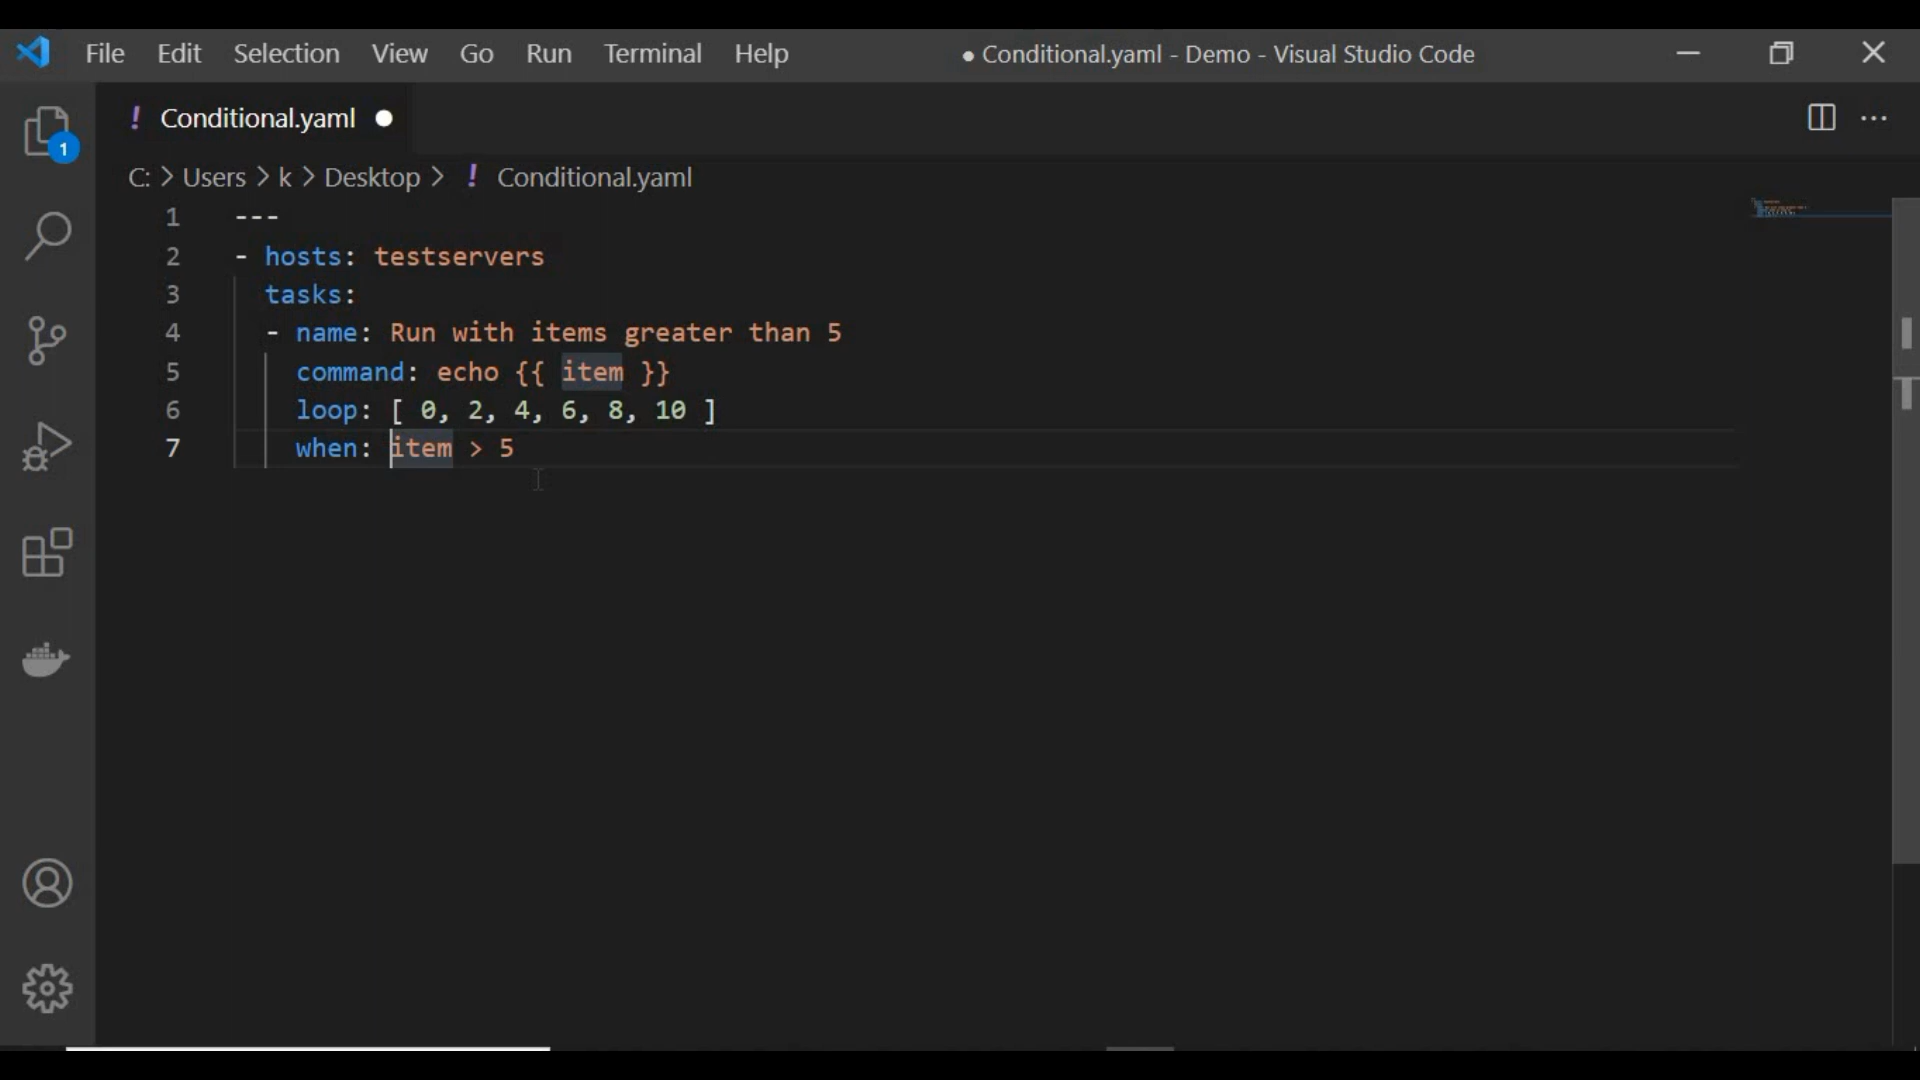 File Edit Selection View Go Run Terminal Help ● Conditional.yaml - Demo - Visual Studio Code
! Conditional.yaml ●
1
C: > Users > k > Desktop > ! Conditional.yaml
1 ---
2 - hosts: testservers
3 tasks:
4 - name: Run with items greater than 5
5 command: echo {{ item }}
6 loop: [ 0, 2, 4, 6, 8, 10 ]
7 when: item > 5